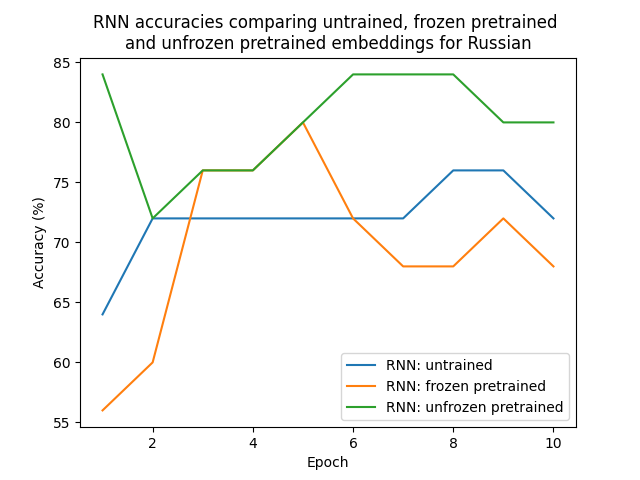 RNN accuracies comparing untrained, frozen pretrained
and unfrozen pretrained embeddings for Russian
85
80
75
70
65
60
55
Accuracy (%)
RNN: untrained
RNN: frozen pretrained
RNN: unfrozen pretrained
2 4 6 8 10
Epoch